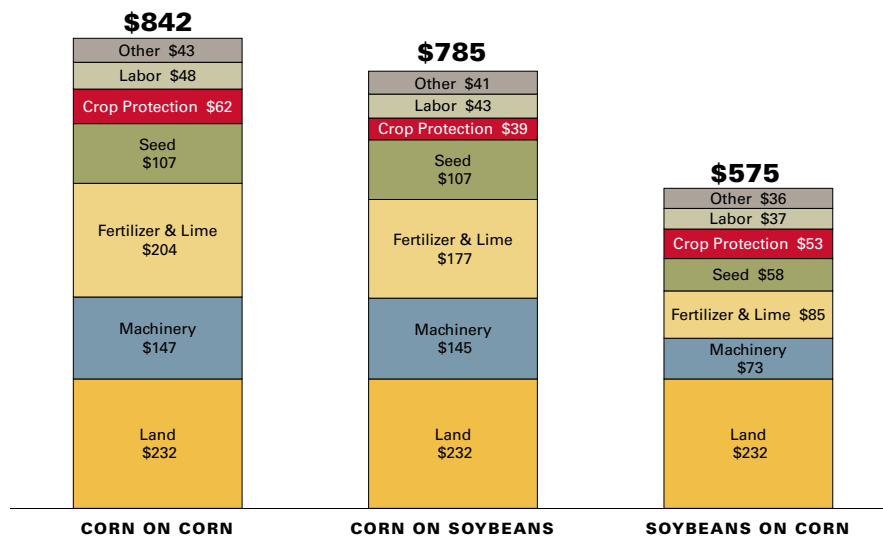 $842
Other $43
Labor $48
Crop Protection $62
Seed
$107
Fertilizer & Lime
$204
Machinery
$147
Land
$232
CORN ON CORN
$785
Other $41
Labor $43
Crop Protection $39
Seed
$107
Fertilizer & Lime
$177
Machinery
$145
Land
$232
CORN ON SOYBEANS
$575
Other $36
Labor $37
Crop Protection $53
Seed $58
Fertilizer & Lime $85
Machinery
$73
Land
$232
SOYBEANS ON CORN